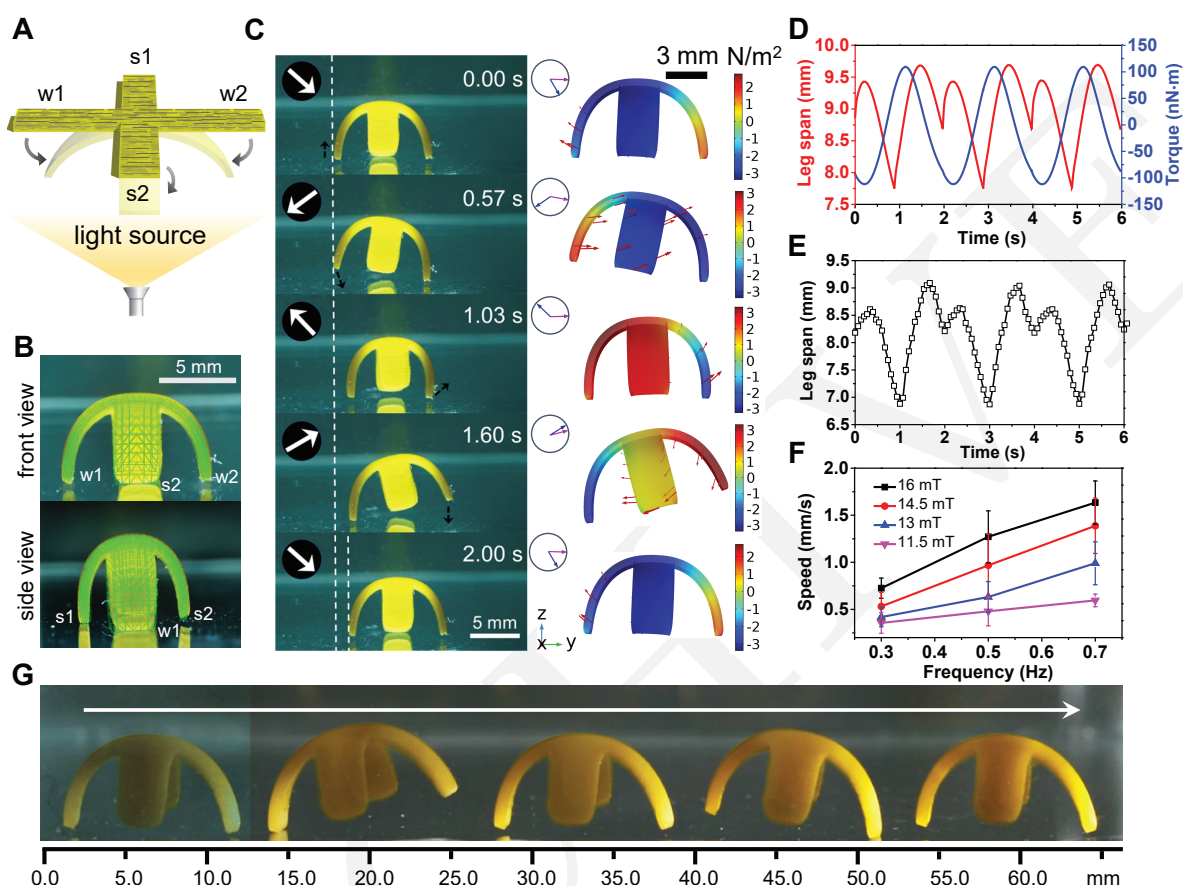 A
s1
w1
w2
s2
light source
B
5 mm
front view
w1
s2
w2
side view
s1
w1
s2
C
0.00 s
0.57 s
1.03 s
1.60 s
2.00 s
5 mm
3 mm
N/m²
3
2
1
0
-1
-2
-3
3
2
1
0
-1
-2
-3
3
2
1
0
-1
-2
-3
3
2
1
0
-1
-2
-3
3
2
1
0
-1
-2
-3
z
x
y
D
Leg span (mm)
10.0
9.5
9.0
8.5
8.0
7.5
150
100
50
0
-50
-100
-150
Torque (nN·m)
0 1 2 3 4 5 6
Time (s)
E
Leg span (mm)
9.5
9.0
8.5
8.0
7.5
7.0
6.5
0 1 2 3 4 5 6
Time (s)
F
Speed (mm/s)
2.0
1.5
1.0
0.5
16 mT
14.5 mT
13 mT
11.5 mT
0.3 0.4 0.5 0.6 0.7
Frequency (Hz)
G
0.0 5.0 10.0 15.0 20.0 25.0 30.0 35.0 40.0 45.0 50.0 55.0 60.0 mm